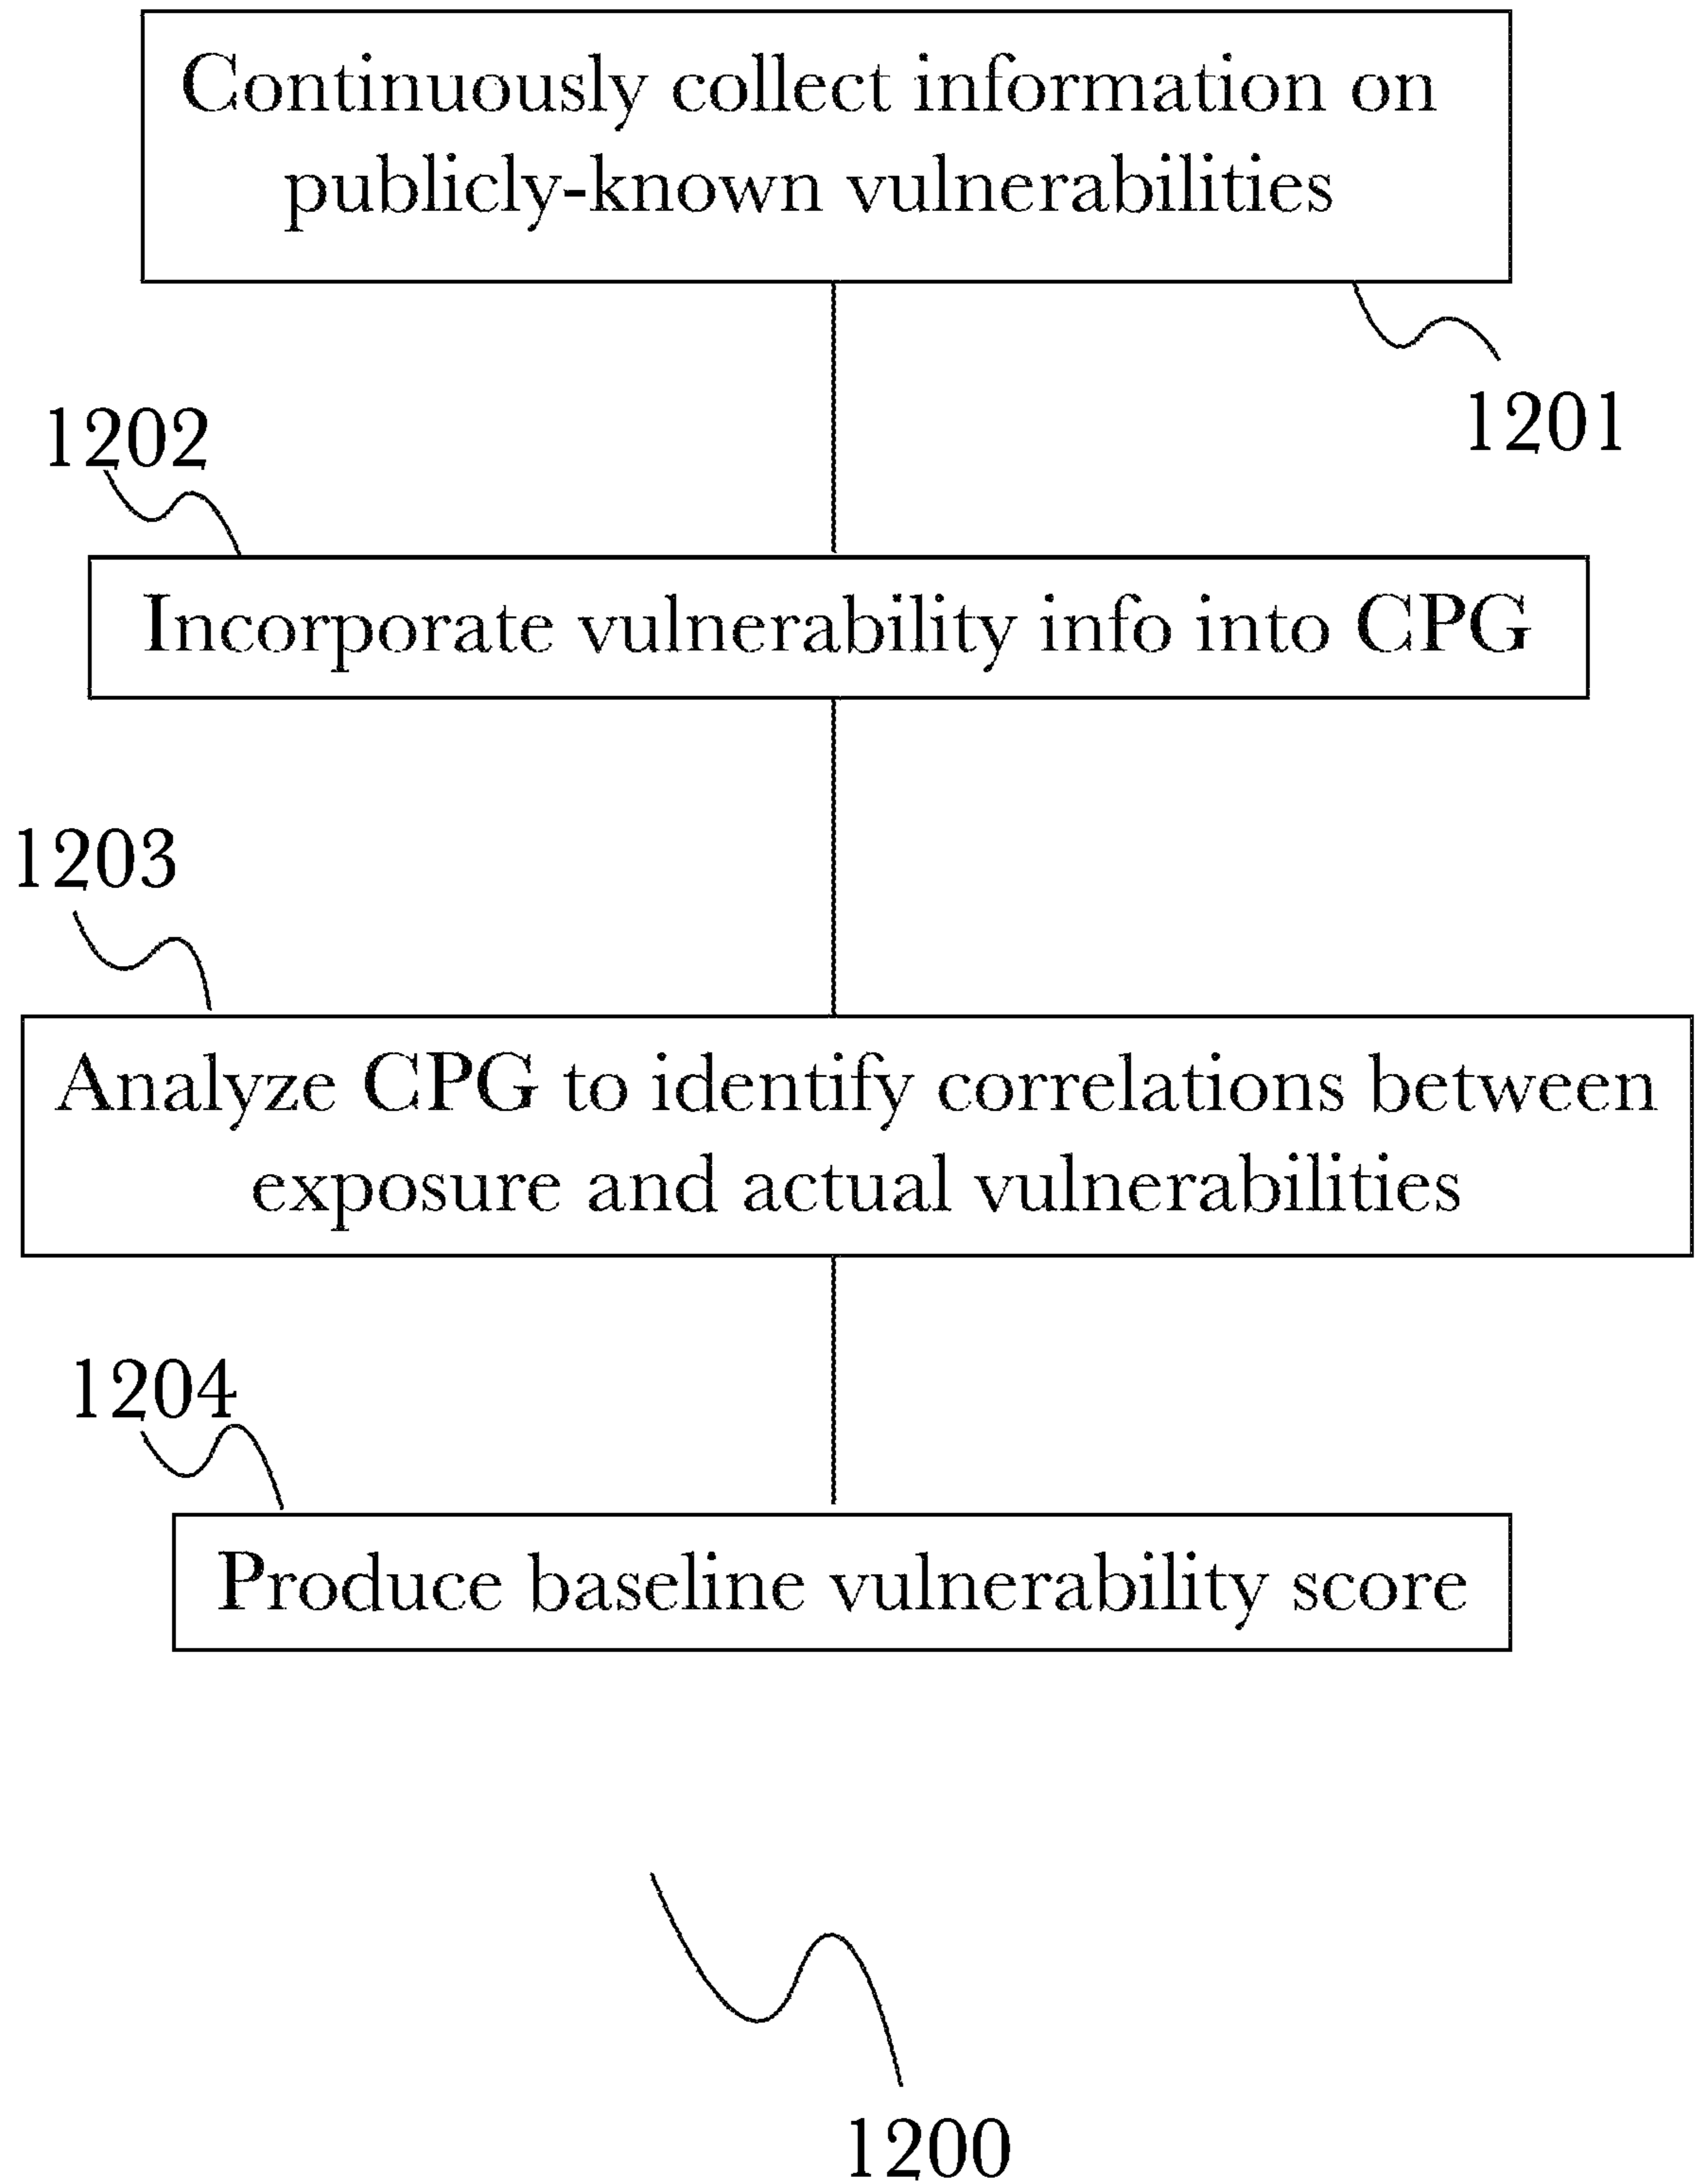 Continuously collect information on
publicly-known vulnerabilities
1201
1202
Incorporate vulnerability info into CPG
1203
Analyze CPG to identify correlations between
exposure and actual vulnerabilities
1204
Produce baseline vulnerability score
1200